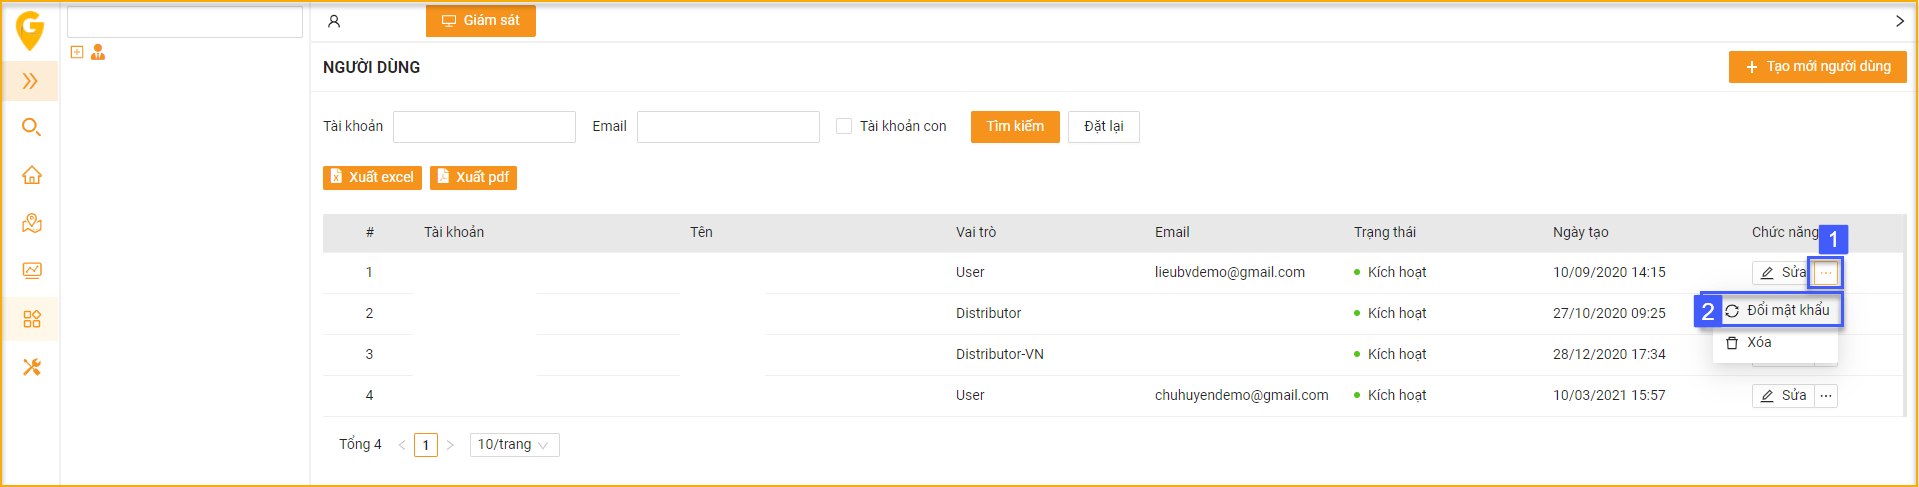 G
Giám sát
NGƯỜI DÙNG
Tạo mới người dùng
Tài khoản Email Tài khoản con Tìm kiếm Đặt lại
Xuất excel Xuất pdf
# Tài khoản Tên Vai trò Email Trạng thái Ngày tạo Chức năng
1
1 User lieubvdemo@gmail.com Kích hoạt 10/09/2020 14:15 Sửa ...
2 Distributor Kích hoạt 27/10/2020 09:25
2 Đổi mật khẩu
Xóa
3 Distributor-VN Kích hoạt 28/12/2020 17:34
4 User chuhuyendemo@gmail.com Kích hoạt 10/03/2021 15:57 Sửa ...
Tổng 4 < 1 > 10/trang